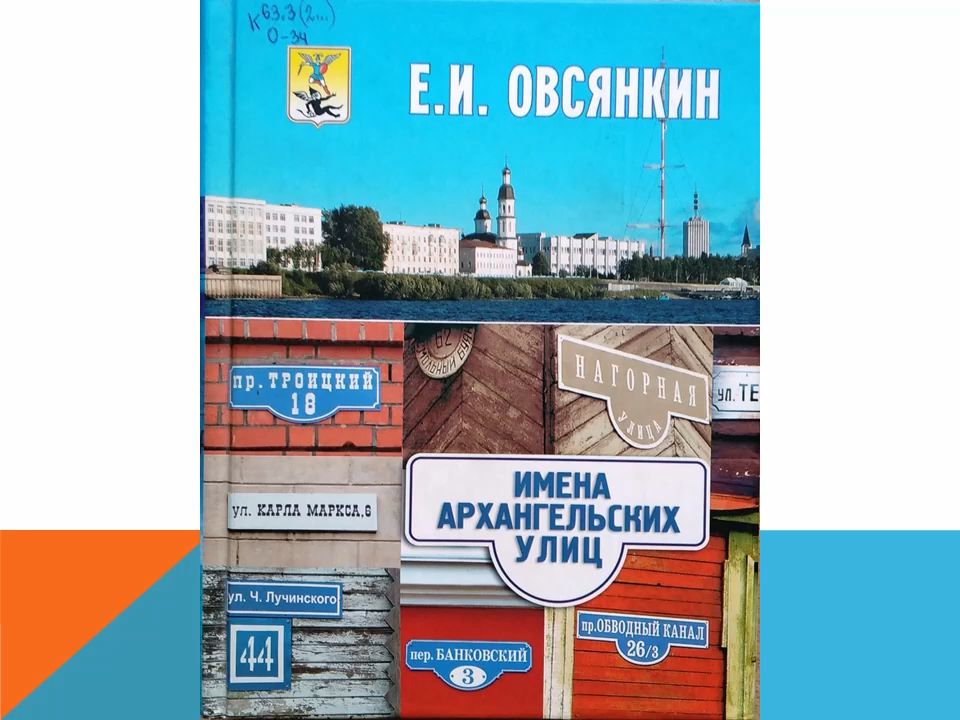 К 63.3(2...)
О-34
Е.И. ОВСЯНКИН
62
пр. ТРОИЦКИЙ
18
НАГОРНАЯ
УЛИЦА
ул. ТЕ
ул. КАРЛА МАРКСА, 6
ИМЕНА
АРХАНГЕЛЬСКИХ
УЛИЦ
ул. Ч. Лучинского
44
пер. БАНКОВСКИЙ
3
пр. ОБВОДНЫЙ КАНАЛ
26/3